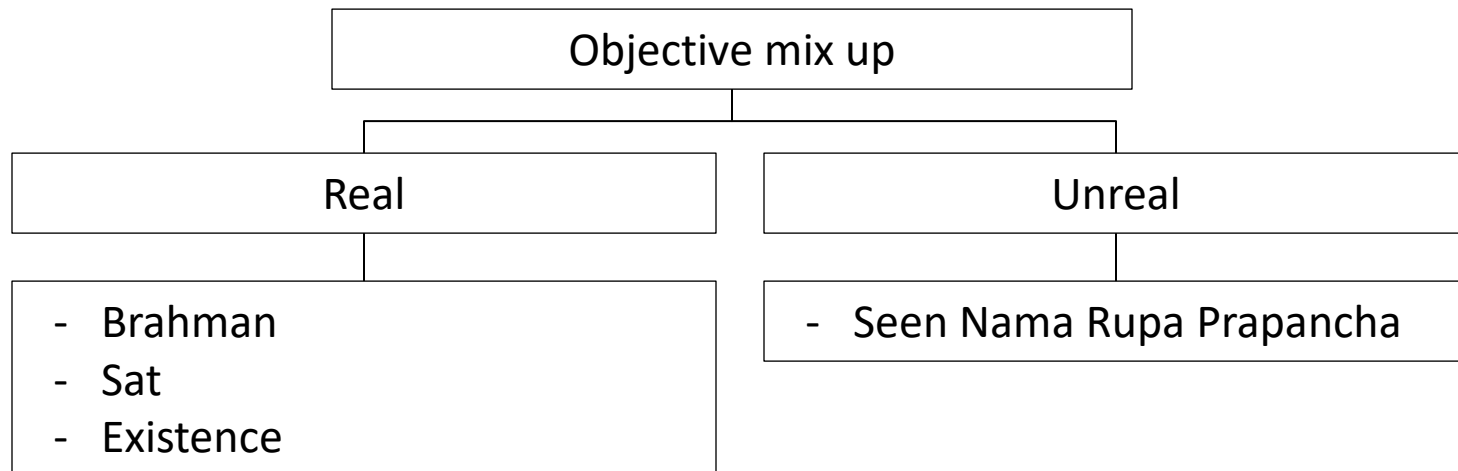 Objective mix up
Real
Unreal
- Brahman
- Sat
- Existence
- Seen Nama Rupa Prapancha